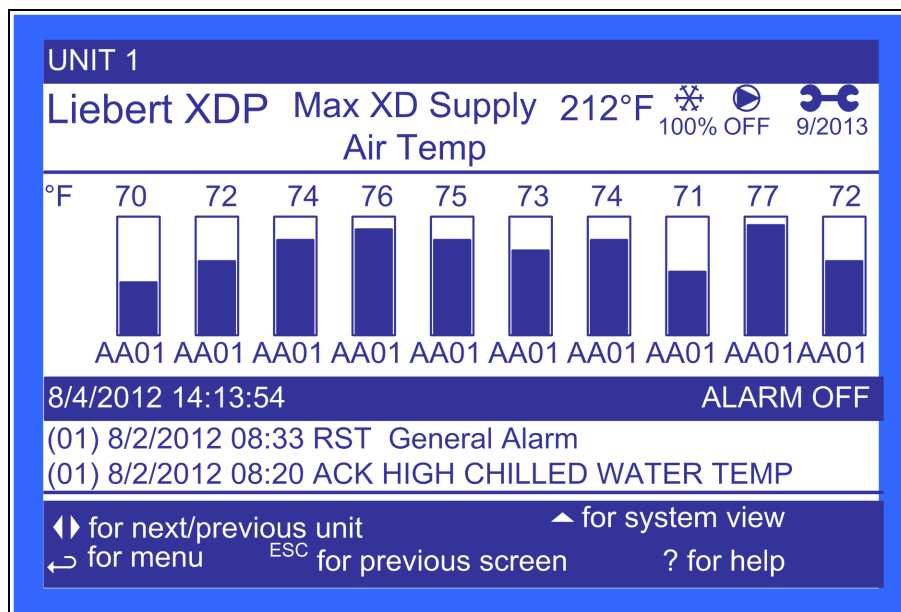 UNIT 1
Liebert XDP Max XD Supply 212°F
Air Temp
100% OFF 9/2013
°F 70 72 74 76 75 73 74 71 77 72
AA01 AA01 AA01 AA01 AA01 AA01 AA01 AA01 AA01 AA01
8/4/2012 14:13:54 ALARM OFF
(01) 8/2/2012 08:33 RST General Alarm
(01) 8/2/2012 08:20 ACK HIGH CHILLED WATER TEMP
for next/previous unit for system view
for menu ESC for previous screen ? for help